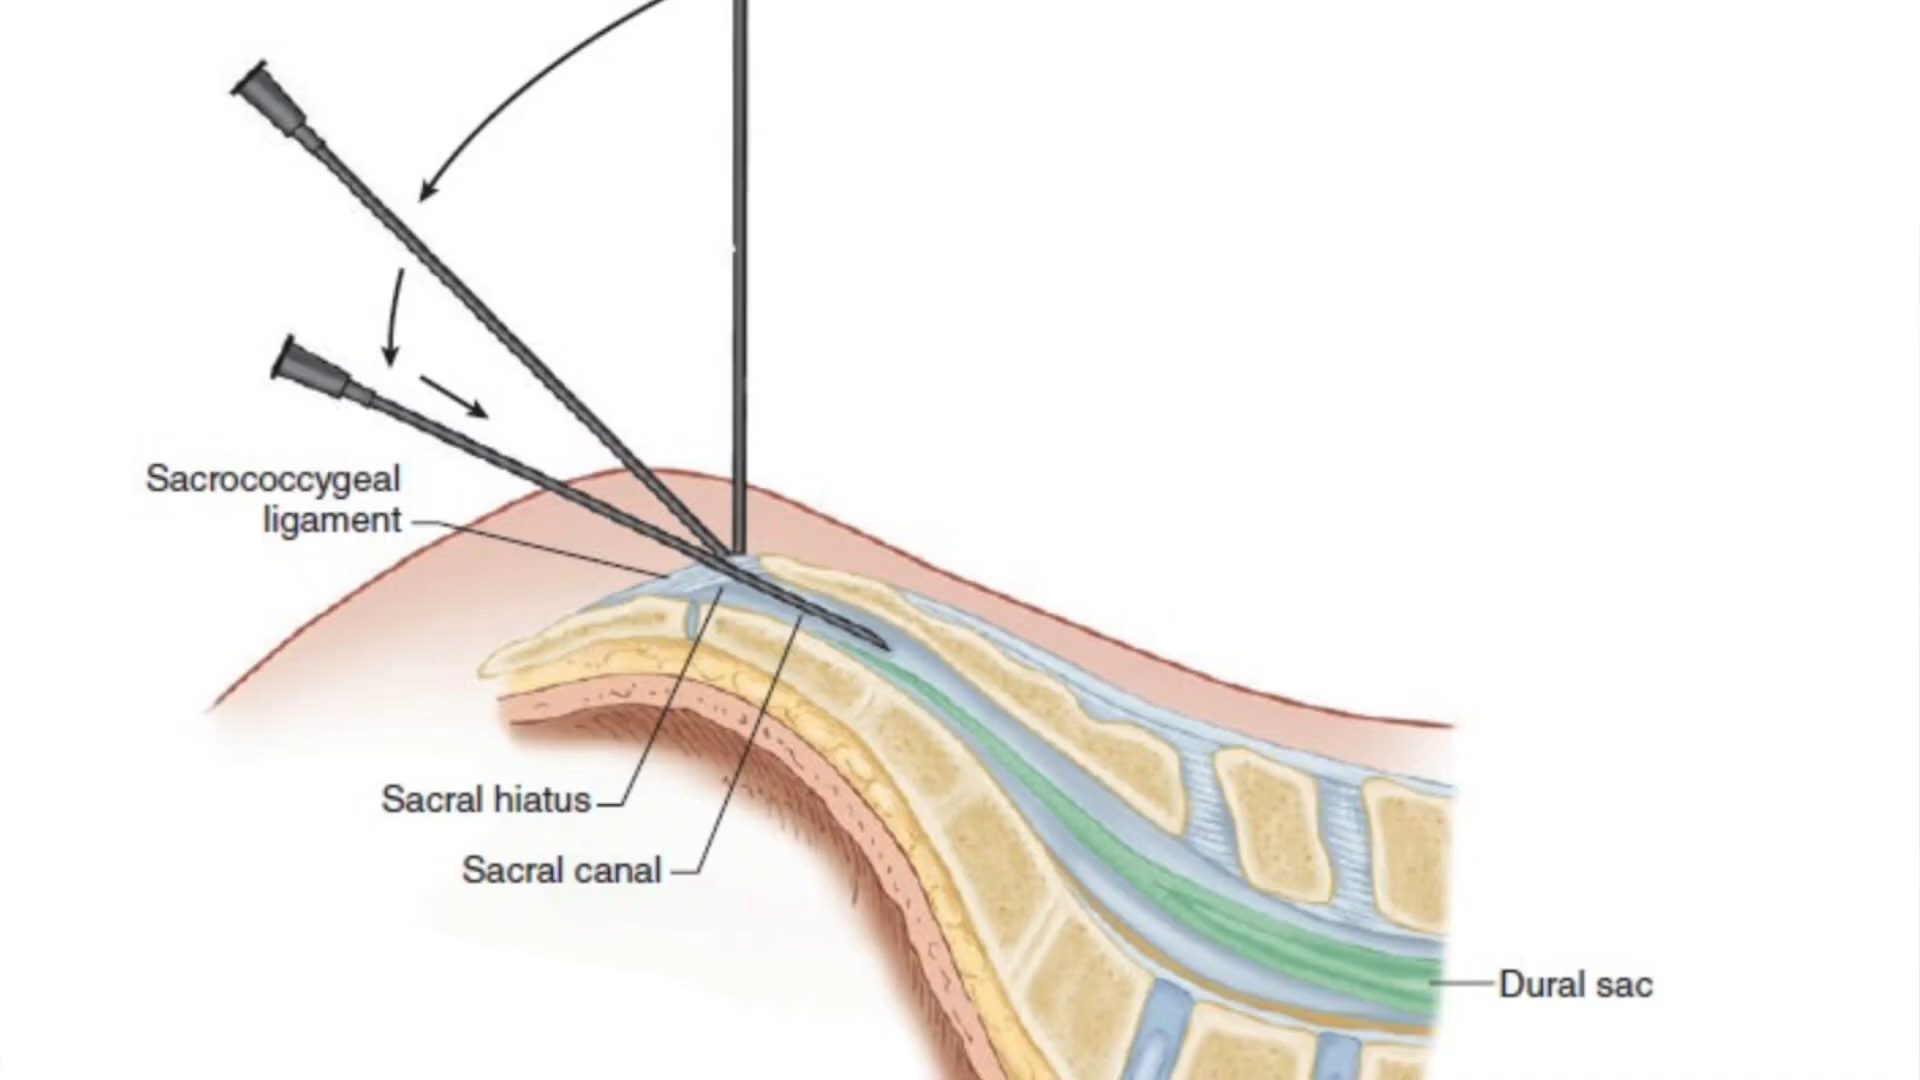 Sacrococcygeal
ligament
Sacral hiatus
Sacral canal
Dural sac